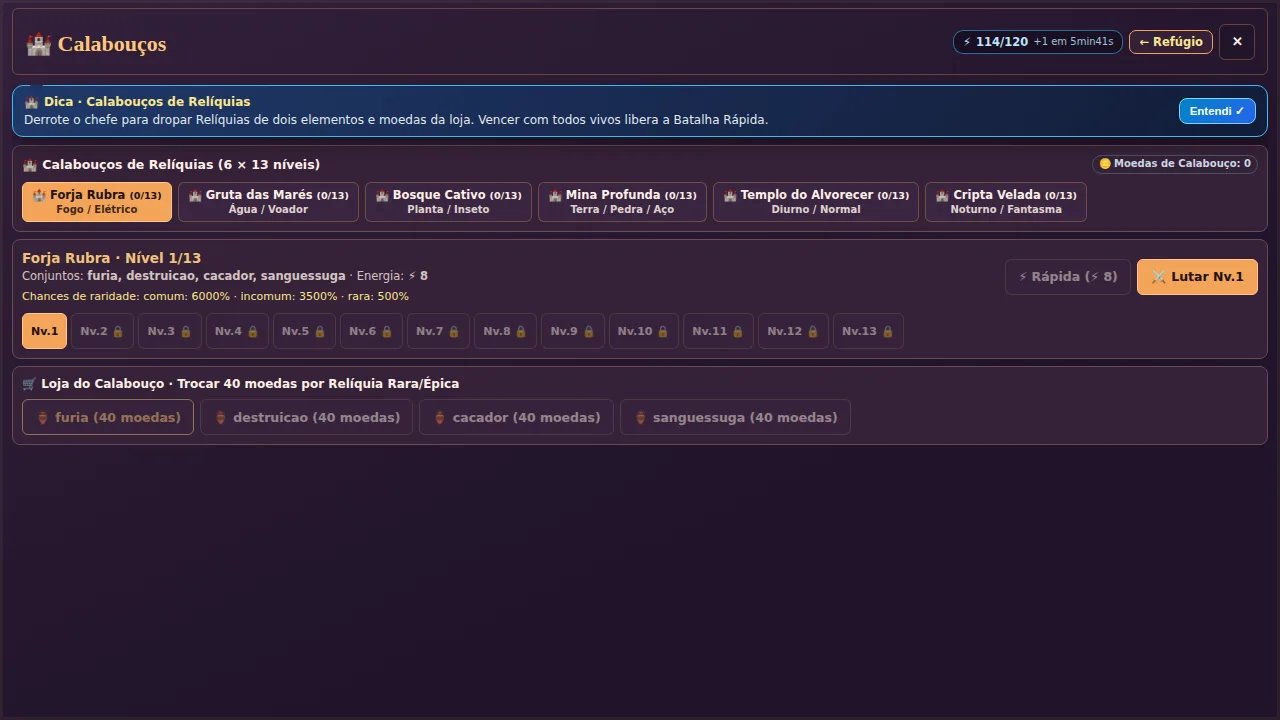 🏰 Calabouços
⚡ 114/120 +1 em 5min41s
← Refúgio
✕
🏰 Dica · Calabouços de Relíquias
Derrote o chefe para dropar Relíquias de dois elementos e moedas da loja. Vencer com todos vivos libera a Batalha Rápida.
Entendi ✓
🏰 Calabouços de Relíquias (6 × 13 níveis)
🪙 Moedas de Calabouço: 0
🏰 Forja Rubra (0/13)
Fogo / Elétrico
🏰 Gruta das Marés (0/13)
Água / Voador
🏰 Bosque Cativo (0/13)
Planta / Inseto
🏰 Mina Profunda (0/13)
Terra / Pedra / Aço
🏰 Templo do Alvorecer (0/13)
Diurno / Normal
🏰 Cripta Velada (0/13)
Noturno / Fantasma
Forja Rubra · Nível 1/13
Conjuntos: furia, destruicao, cacador, sanguessuga · Energia: ⚡ 8
Chances de raridade: comum: 6000% · incomum: 3500% · rara: 500%
⚡ Rápida (⚡ 8)
⚔️ Lutar Nv.1
Nv.1
Nv.2 🔒
Nv.3 🔒
Nv.4 🔒
Nv.5 🔒
Nv.6 🔒
Nv.7 🔒
Nv.8 🔒
Nv.9 🔒
Nv.10 🔒
Nv.11 🔒
Nv.12 🔒
Nv.13 🔒
🛒 Loja do Calabouço · Trocar 40 moedas por Relíquia Rara/Épica
🏺 furia (40 moedas)
🏺 destruicao (40 moedas)
🏺 cacador (40 moedas)
🏺 sanguessuga (40 moedas)